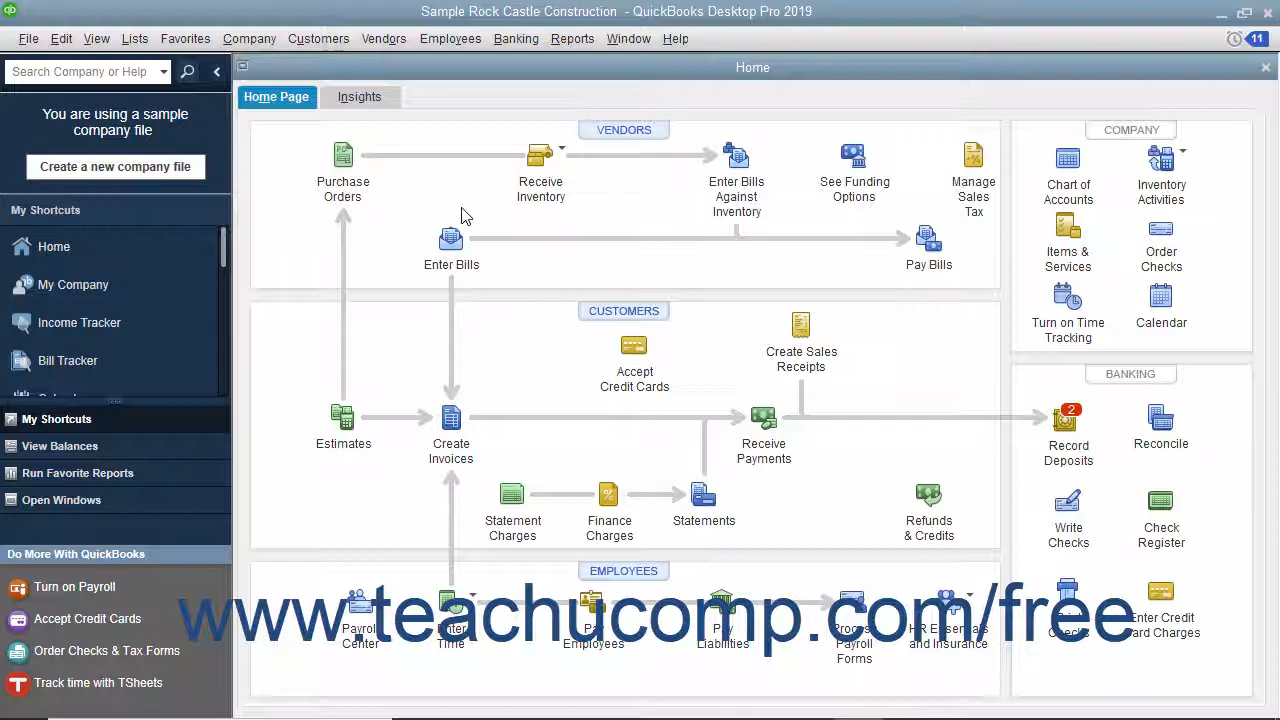 qb
Sample Rock Castle Construction - QuickBooks Desktop Pro 2019
File Edit View Lists Favorites Company Customers Vendors Employees Banking Reports Window Help
11
Search Company or Help
Home
Home Page
Insights
You are using a sample
company file
Create a new company file
My Shortcuts
Home
My Company
Income Tracker
Bill Tracker
My Shortcuts
View Balances
Run Favorite Reports
Open Windows
Do More With QuickBooks
Turn on Payroll
Accept Credit Cards
Order Checks & Tax Forms
Track time with TSheets
VENDORS
Purchase
Orders
Receive
Inventory
Enter Bills
Against
Inventory
See Funding
Options
Manage
Sales
Tax
Enter Bills
Pay Bills
CUSTOMERS
Accept
Credit Cards
Create Sales
Receipts
Estimates
Create
Invoices
Receive
Payments
Statement
Charges
Finance
Charges
Statements
Refunds
& Credits
EMPLOYEES
Payroll
Center
Enter
Time
Pay
Employees
Pay
Liabilities
Process
Payroll
Forms
HR Essentials
and Insurance
COMPANY
Chart of
Accounts
Inventory
Activities
Items &
Services
Order
Checks
Turn on Time
Tracking
Calendar
BANKING
2
Record
Deposits
Reconcile
Write
Checks
Check
Register
Checks
Enter Credit
Card Charges
www.teachucomp.com/free